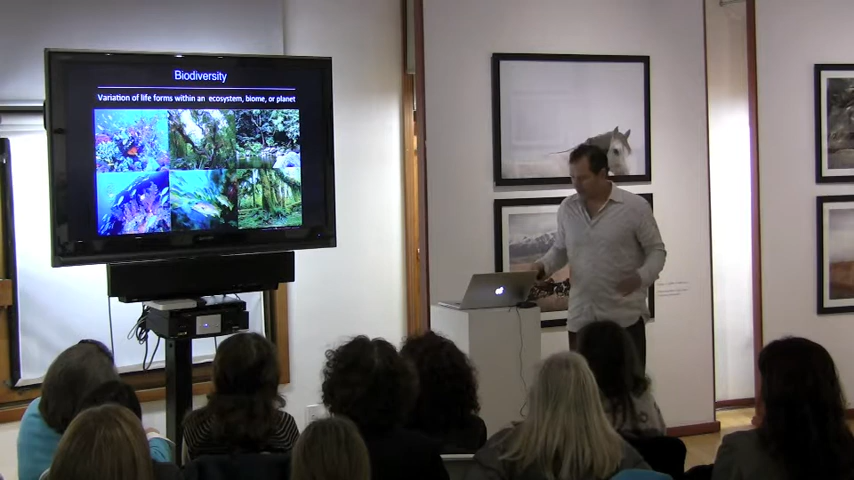 Biodiversity
Variation of life forms within an ecosystem, biome, or planet